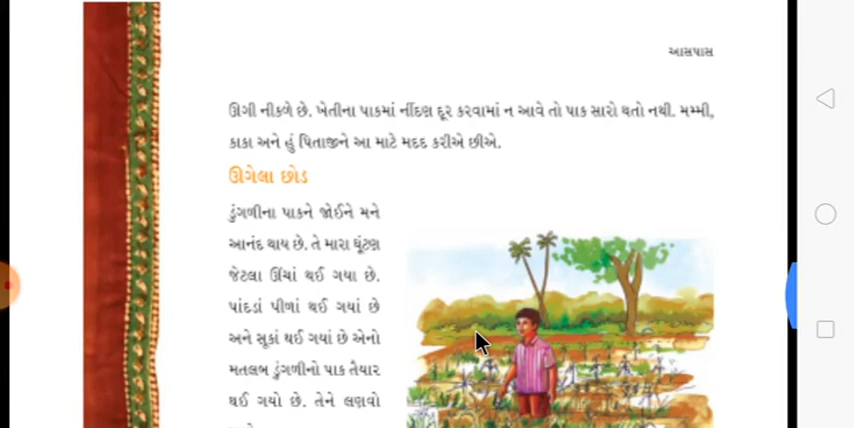 આસપાસ
ઊગી નીકળે છે. ખેતીના પાકમાં નીંદણ દૂર કરવામાં ન આવે તો પાક સારો થતો નથી. મમ્મી,
કાકા અને હું પિતાજીને આ માટે મદદ કરીએ છીએ.
ઊગેલા છોડ
ડુંગળીના પાકને જોઈને મને
આનંદ થાય છે. તે મારા ઘૂંટણ
જેટલા ઊંચાં થઈ ગયા છે.
પાંદડાં પીળાં થઈ ગયાં છે
અને સૂકાં થઈ ગયાં છે એનો
મતલબ ડુંગળીનો પાક તૈયાર
થઈ ગયો છે. તેને લણવો